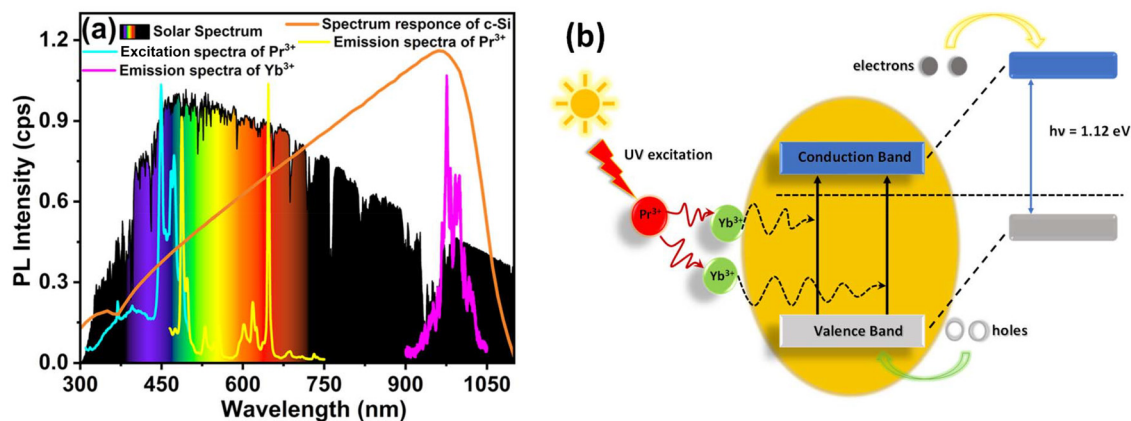 (a)
Solar Spectrum
Spectrum responce of c-Si
Excitation spectra of Pr³⁺
Emission spectra of Pr³⁺
Emission spectra of Yb³⁺
PL Intensity (cps)
1.2
0.9
0.6
0.3
0.0
300 450 600 750 900 1050
Wavelength (nm)
(b)
electrons
hν = 1.12 eV
UV excitation
Conduction Band
Pr³⁺
Yb³⁺
Yb³⁺
Valence Band
holes